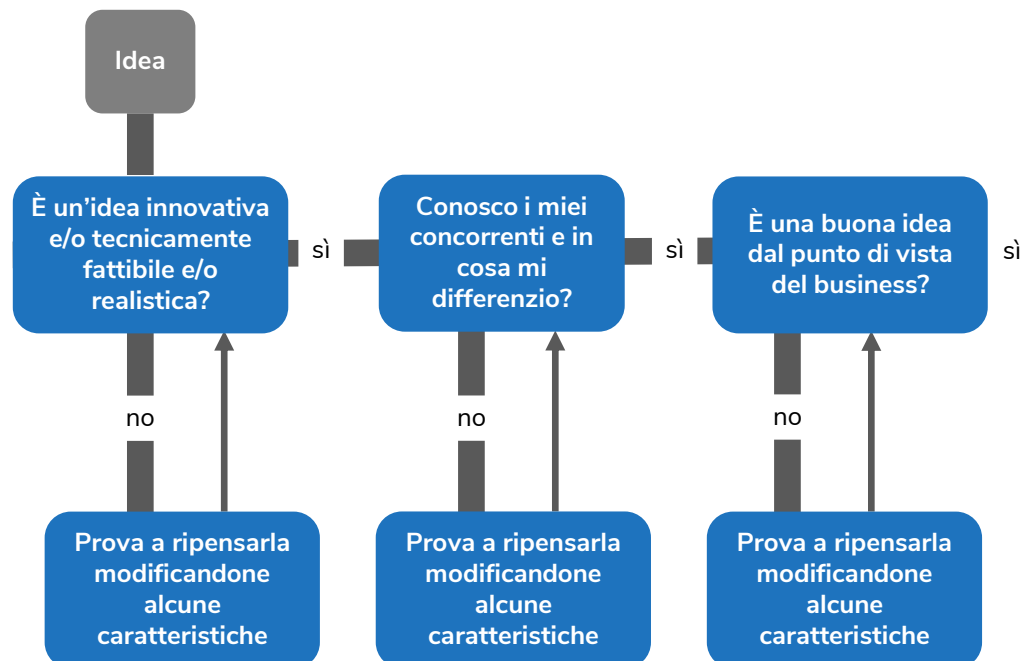 Idea
È un’idea innovativa
e/o tecnicamente
fattibile e/o
realistica?
sì
Conosco i miei
concorrenti e in
cosa mi
differenzio?
sì
È una buona idea
dal punto di vista
del business?
sì
no
no
no
Prova a ripensarla
modificandone
alcune
caratteristiche
Prova a ripensarla
modificandone
alcune
caratteristiche
Prova a ripensarla
modificandone
alcune
caratteristiche